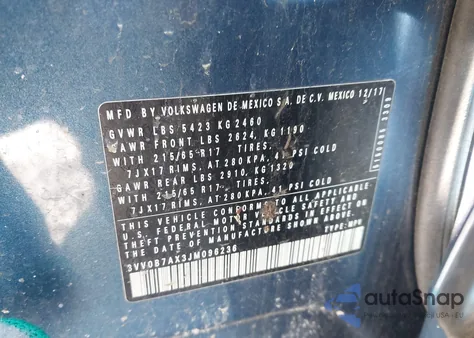 MFD BY VOLKSWAGEN DE MEXICO S.A. DE C.V. MEXICO 12/17
GVWR LBS 5423 KG 2460
GAWR FRONT LBS 2624, KG 1190
WITH 215/65 R17 TIRES,
7JX17 RIMS, AT 280 KPA, 41 PSI COLD
GAWR REAR LBS 2910, KG 1320
WITH 215/65 R17 TIRES,
7JX17 RIMS, AT 280 KPA, 41 PSI COLD
THIS VEHICLE CONFORMS TO ALL APPLICABLE
FEDERAL MOTOR VEHICLE SAFETY AND
THEFT PREVENTION STANDARDS IN EFFECT
ON THE DATE OF MANUFACTURE SHOWN ABOVE.
3VV0B7AX3JM096236 TYPE: MPV
autoSnap